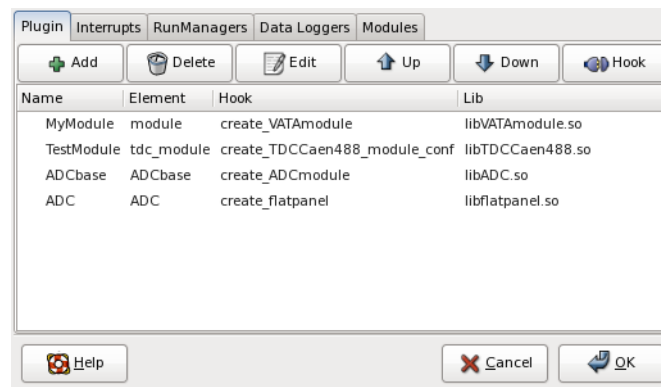 Plugin Interrupts RunManagers Data Loggers Modules
Add Delete Edit Up Down Hook
Name Element Hook Lib
MyModule module create_VATAmodule libVATAmodule.so
TestModule tdc_module create_TDCCaen488_module_conf libTDCCaen488.so
ADCbase ADCbase create_ADCmodule libADC.so
ADC ADC create_flatpanel libflatpanel.so
Help Cancel OK